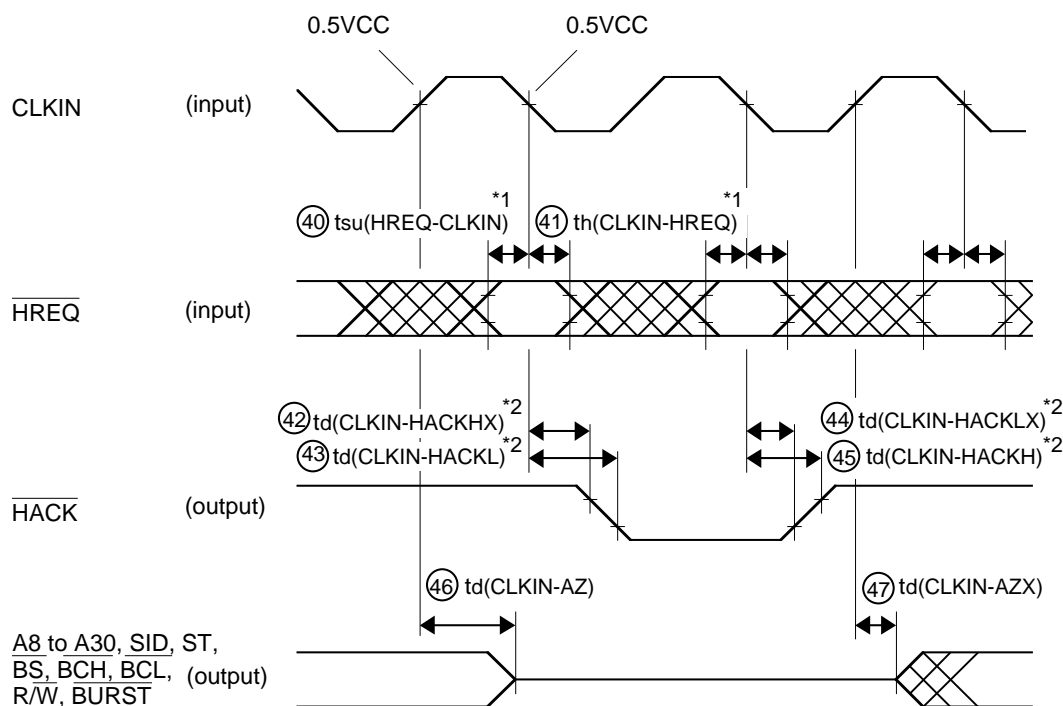 0.5VCC 0.5VCC
CLKIN (input)
40 tsu(HREQ-CLKIN)*1 41 th(CLKIN-HREQ)*1
HREQ (input)
42 td(CLKIN-HACKHX)*2 44 td(CLKIN-HACKLX)*2
43 td(CLKIN-HACKL)*2 45 td(CLKIN-HACKH)*2
HACK (output)
46 td(CLKIN-AZ) 47 td(CLKIN-AZX)
A8 to A30, SID, ST,
BS, BCH, BCL, (output)
R/W, BURST